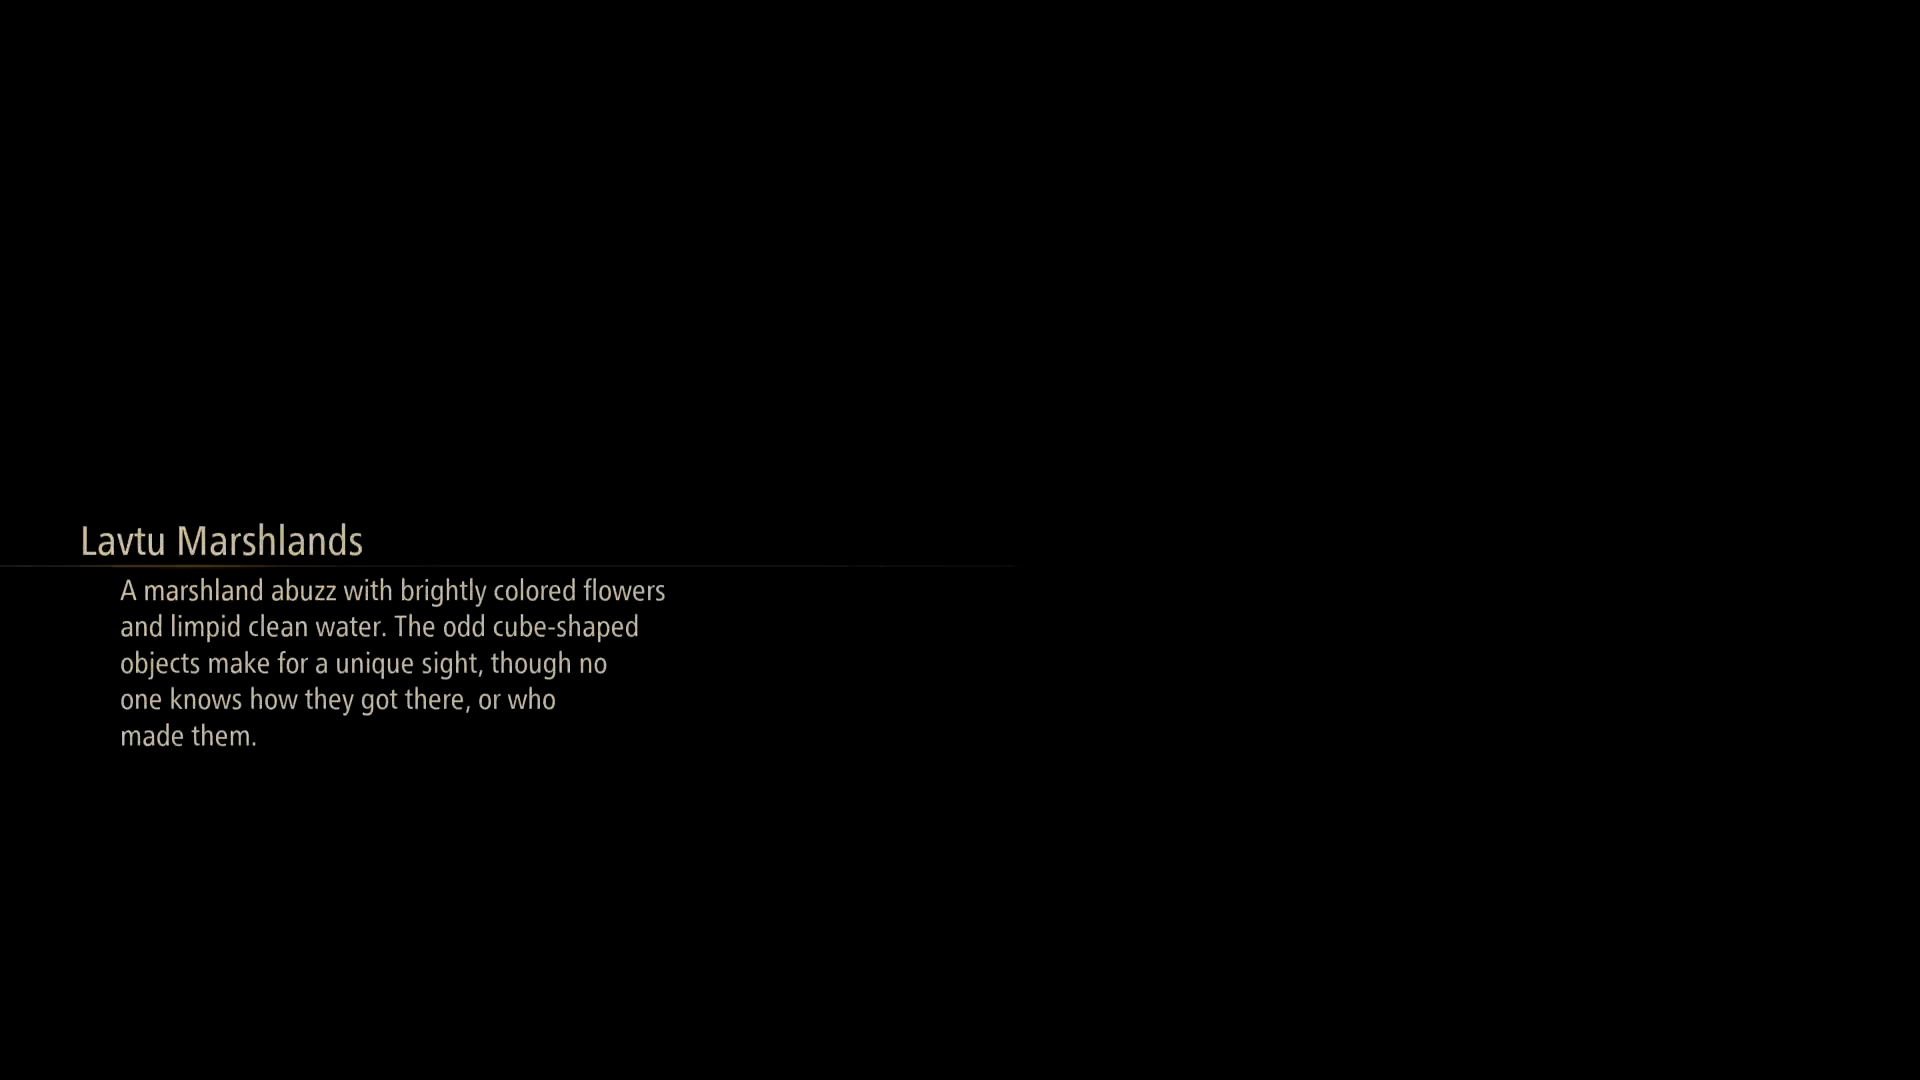 Lavtu Marshlands
A marshland abuzz with brightly colored flowers
and limpid clean water. The odd cube-shaped
objects make for a unique sight, though no
one knows how they got there, or who
made them.